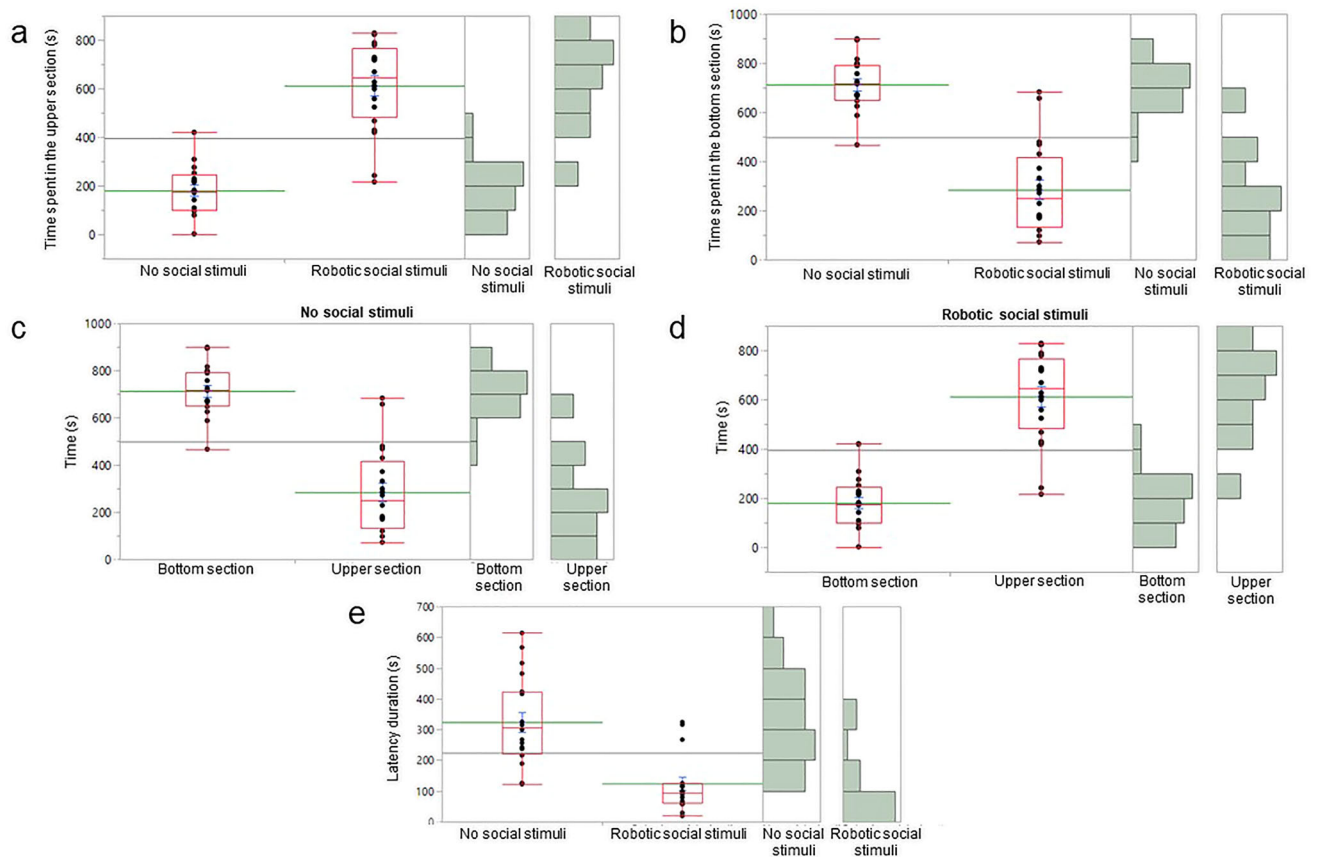 a
Time spent in the upper section (s)
800
600
400
200
0
No social stimuli
Robotic social stimuli
No social
stimuli
Robotic social
stimuli
b
Time spent in the bottom section (s)
1000
800
600
400
200
0
No social stimuli
Robotic social stimuli
No social
stimuli
Robotic social
stimuli
c
No social stimuli
Time (s)
1000
800
600
400
200
0
Bottom section
Upper section
Bottom
section
Upper
section
d
Robotic social stimuli
Time (s)
800
600
400
200
0
Bottom section
Upper section
Bottom
section
Upper
section
e
Latency duration (s)
700
600
500
400
300
200
100
0
No social stimuli
Robotic social stimuli
No social
stimuli
Robotic social
stimuli